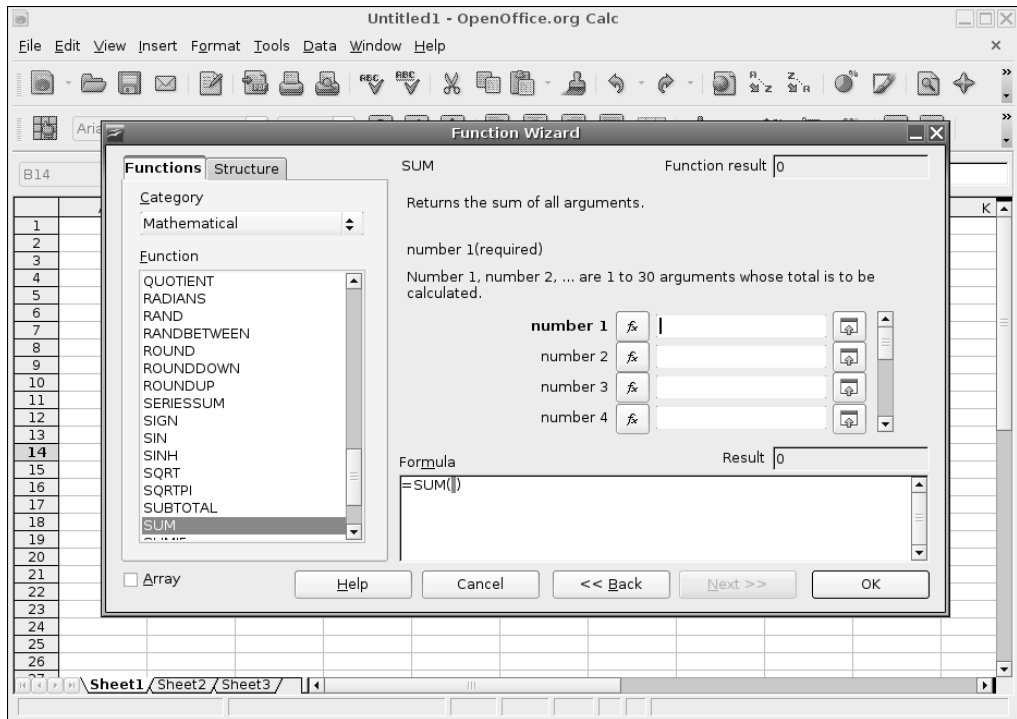 Untitled1 - OpenOffice.org Calc
File Edit View Insert Format Tools Data Window Help
Function Wizard
B14
Functions Structure
SUM
Function result 0
Category
Mathematical
Returns the sum of all arguments.
Function
number 1(required)
Number 1, number 2, ... are 1 to 30 arguments whose total is to be
calculated.
QUOTIENT
RADIANS
RAND
RANDBETWEEN
ROUND
ROUNDDOWN
ROUNDUP
SERIESSUM
SIGN
SIN
SINH
SQRT
SQRTPI
SUBTOTAL
SUM
number 1
number 2
number 3
number 4
Formula
Result 0
=SUM()
Array
Help
Cancel
<< Back
Next >>
OK
K
1
2
3
4
5
6
7
8
9
10
11
12
13
14
15
16
17
18
19
20
21
22
23
24
25
26
Sheet1 Sheet2 Sheet3